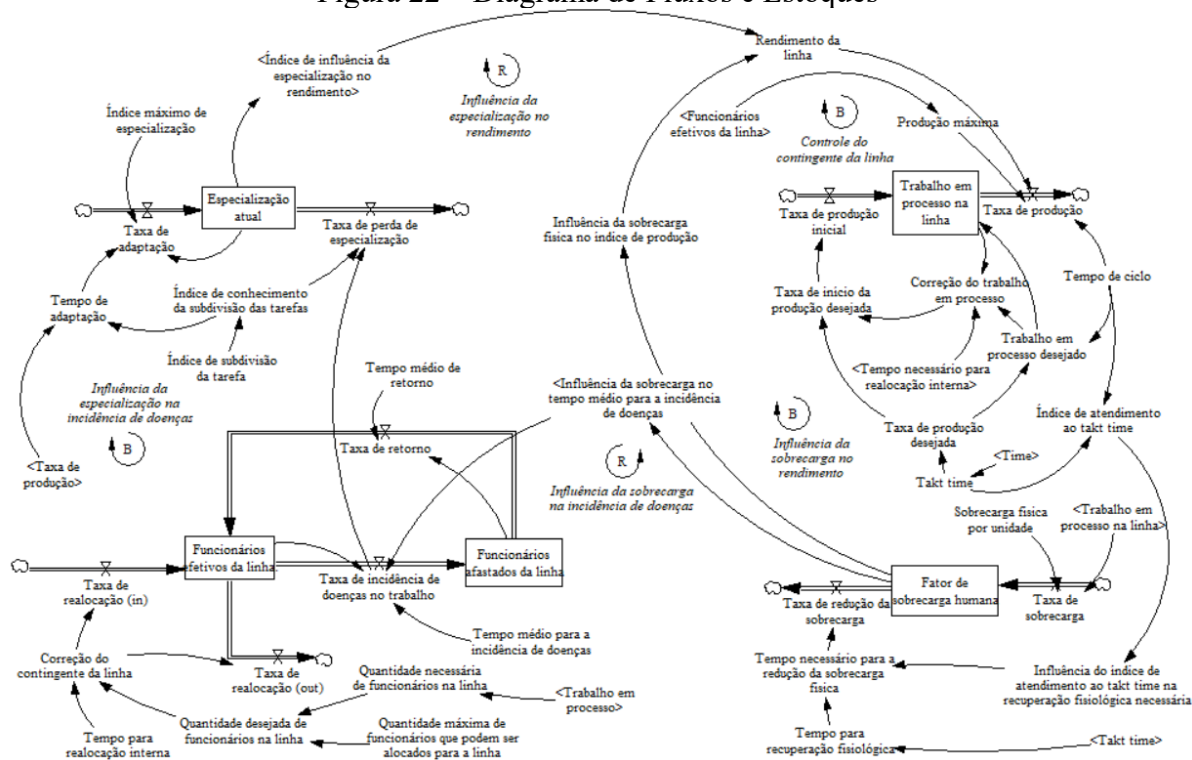 Figura 22 – Diagrama de Fluxos e Estoques
Rendimento da
linha
<Índice de influência da
especialização no
rendimento>
R
Influência da
especialização no
rendimento
Índice máximo de
especialização
<Funcionários
efetivos da linha>
B
Controle do
contingente da linha
Produção máxima
Especialização
atual
Taxa de
adaptação
Taxa de perda de
especialização
Trabalho em
processo na
linha
Taxa de produção
inicial
Taxa de produção
Influência da sobrecarga
fisica no indice de produção
Tempo de
adaptação
Índice de conhecimento
da subdivisão das tarefas
Taxa de inicio da
produção desejada
Correção do trabalho
em processo
Tempo de ciclo
Índice de subdivisão
da tarefa
Trabalho em
processo desejado
Tempo médio de
retorno
<Tempo necessário para
realocação interna>
Influência da
especialização na
incidência de doenças
B
<Influência da sobrecarga no
tempo médio para a incidência
de doenças
B
Influência da
sobrecarga no
rendimento
Taxa de produção
desejada
Índice de atendimento
ao takt time
Taxa de retorno
<Taxa de
produção>
R
Influência da sobrecarga
na incidência de doenças
<Time>
Takt time
Sobrecarga fisica
por unidade
<Trabalho em
processo na linha>
Funcionários
efetivos da linha
Funcionários
afastados da linha
Taxa de
realocação (in)
Taxa de incidência de
doenças no trabalho
Fator de
sobrecarga humana
Taxa de redução da
sobrecarga
Taxa de
sobrecarga
Tempo médio para a
incidência de doenças
Correção do
contingente da linha
Taxa de
realocação (out)
Quantidade necessária
de funcionários na linha
<Trabalho em
processo>
Tempo necessário para a
redução da sobrecarga
fisica
Influência do indice de
atendimento ao takt time na
recuperação fisiológica necessária
Tempo para
realocação interna
Quantidade desejada de
funcionários na linha
Quantidade máxima de
funcionários que podem ser
alocados para a linha
Tempo para
recuperação fisiológica
<Takt time>